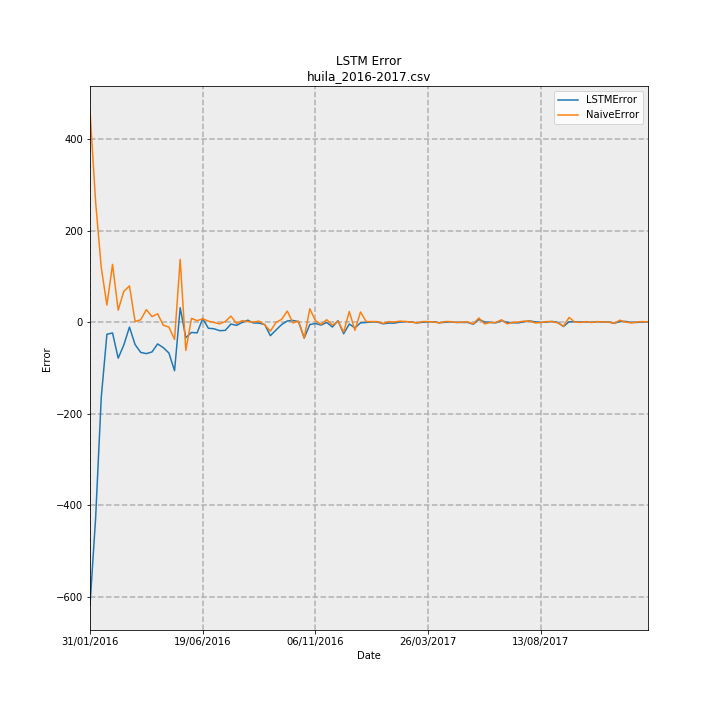 LSTM Error
huila_2016-2017.csv
LSTMError
NaiveError
400
200
0
−200
−400
−600
Error
31/01/2016 19/06/2016 06/11/2016 26/03/2017 13/08/2017
Date